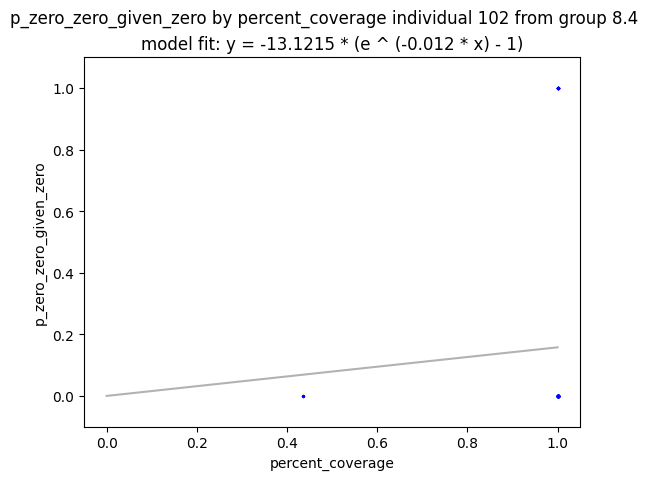 p_zero_zero_given_zero by percent_coverage individual 102 from group 8.4
model fit: y = -13.1215 * (e ^ (-0.012 * x) - 1)
1.0
0.8
0.6
0.4
0.2
0.0
p_zero_zero_given_zero
0.0 0.2 0.4 0.6 0.8 1.0
percent_coverage